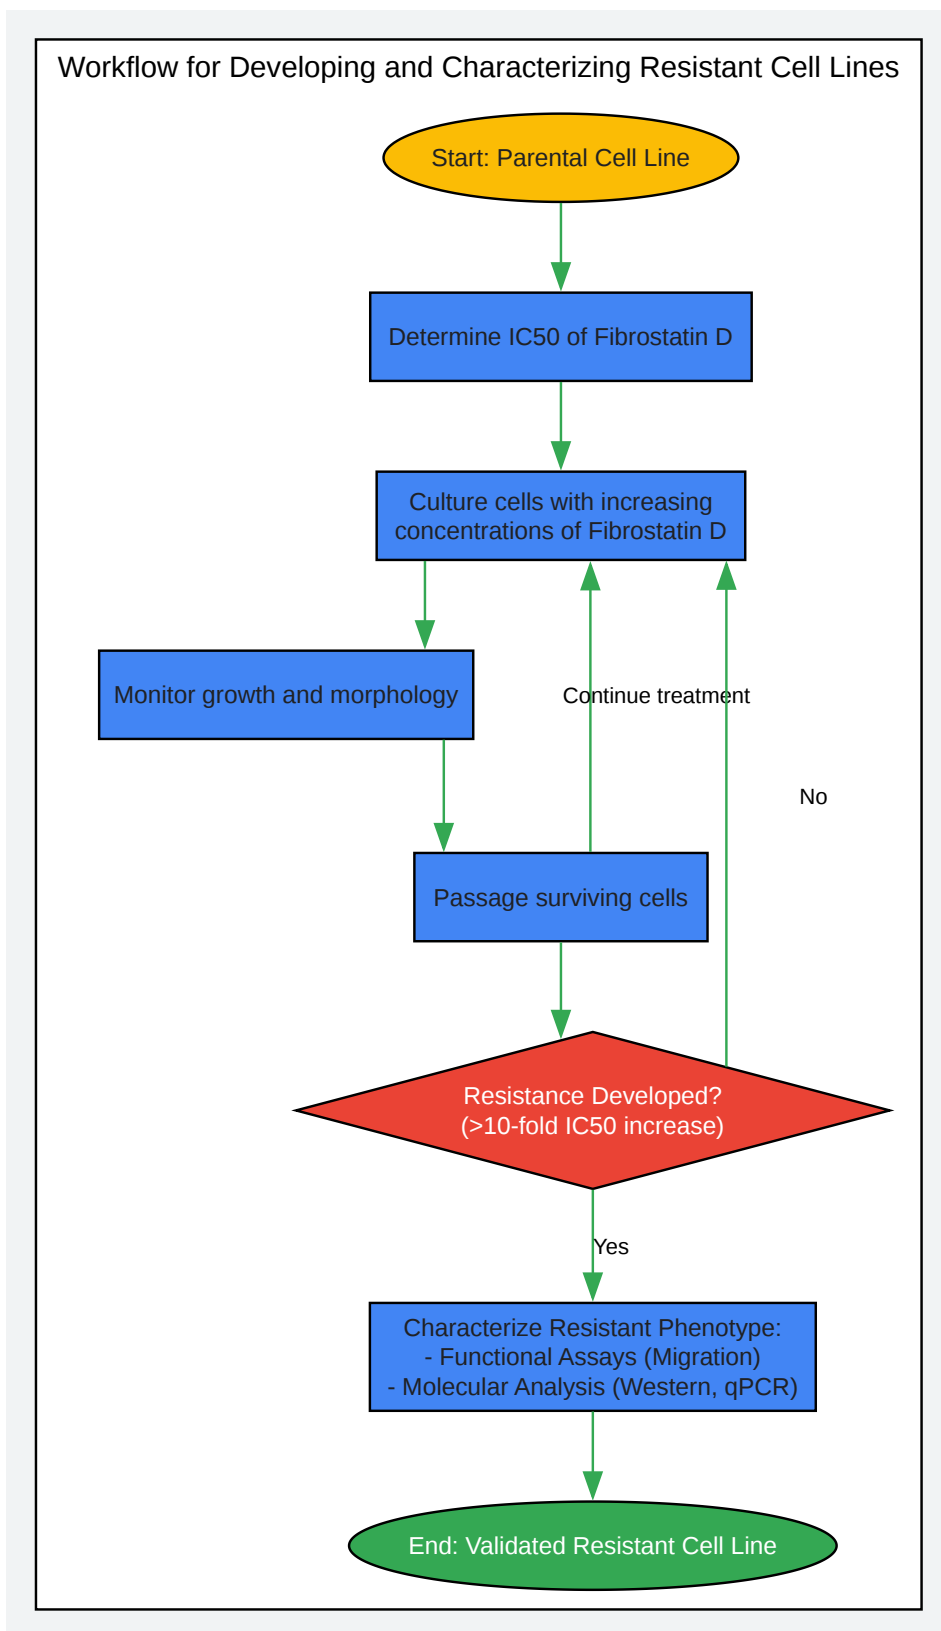 Workflow for Developing and Characterizing Resistant Cell Lines
Start: Parental Cell Line
Determine IC50 of Fibrostatin D
Culture cells with increasing
concentrations of Fibrostatin D
Monitor growth and morphology
Continue treatment
No
Passage surviving cells
Resistance Developed?
(>10-fold IC50 increase)
Yes
Characterize Resistant Phenotype:
- Functional Assays (Migration)
- Molecular Analysis (Western, qPCR)
End: Validated Resistant Cell Line